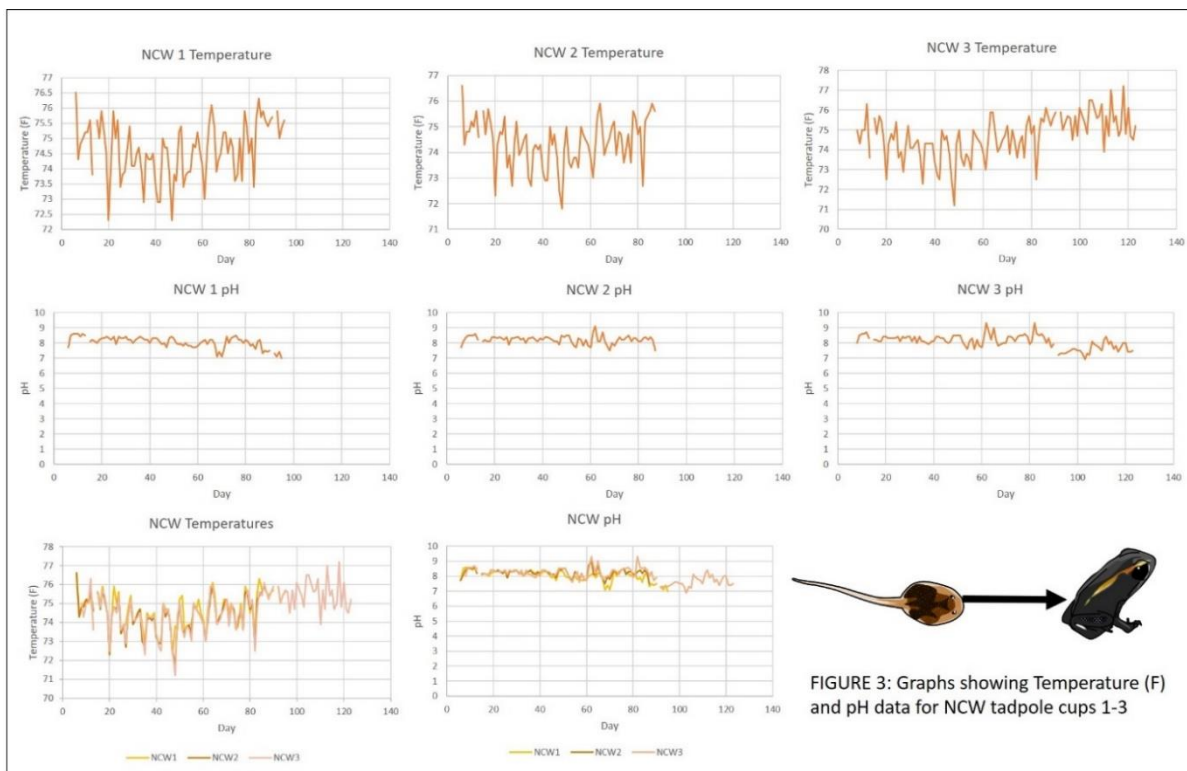 NCW 1 Temperature
Temperature (F)
77
76.5
76
75.5
75
74.5
74
73.5
73
72.5
72
0 20 40 60 80 100 120 140
Day
NCW 2 Temperature
Temperature (F)
77
76
75
74
73
72
71
0 20 40 60 80 100 120 140
Day
NCW 3 Temperature
Temperature (F)
78
77
76
75
74
73
72
71
70
0 20 40 60 80 100 120 140
Day
NCW 1 pH
pH
10
9
8
7
6
5
4
3
2
1
0
0 20 40 60 80 100 120 140
Day
NCW 2 pH
pH
10
9
8
7
6
5
4
3
2
1
0
0 20 40 60 80 100 120 140
Day
NCW 3 pH
pH
10
9
8
7
6
5
4
3
2
1
0
0 20 40 60 80 100 120 140
Day
NCW Temperatures
Temperature (F)
78
77
76
75
74
73
72
71
70
0 20 40 60 80 100 120 140
Day
NCW1 NCW2 NCW3
NCW pH
pH
10
9
8
7
6
5
4
3
2
1
0
0 20 40 60 80 100 120 140
Day
NCW1 NCW2 NCW3
FIGURE 3: Graphs showing Temperature (F)
and pH data for NCW tadpole cups 1-3